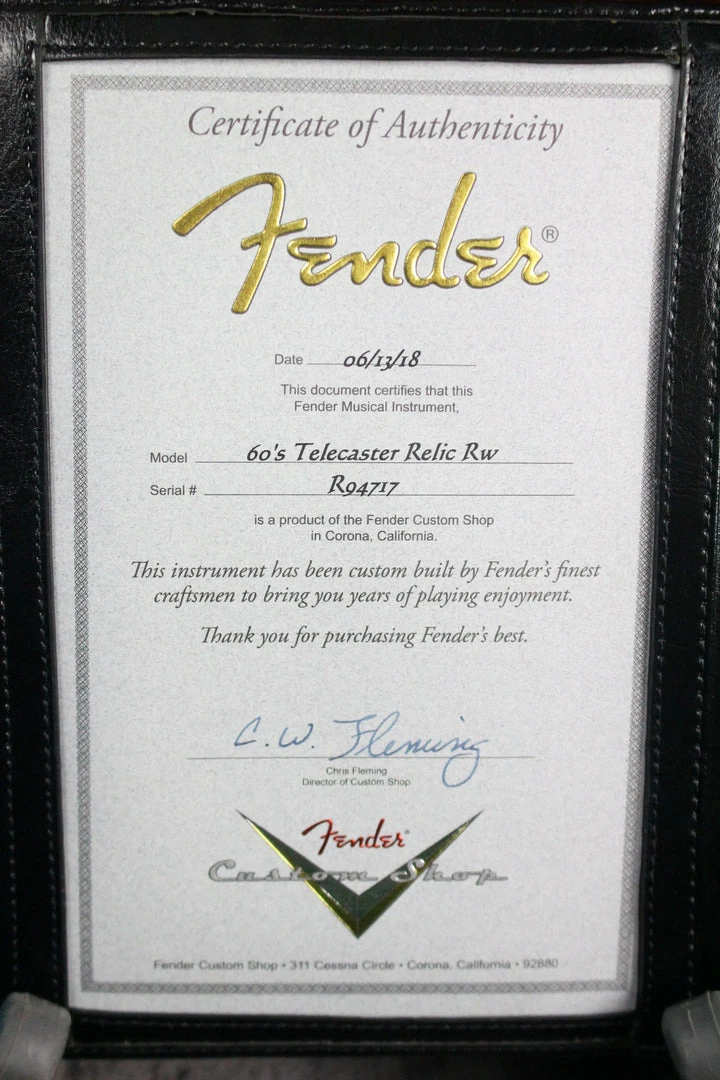 Certificate of Authenticity
Fender®
Date 06/13/18
This document certifies that this
Fender Musical Instrument,
Model 60's Telecaster Relic Rw
Serial # R94717
is a product of the Fender Custom Shop
in Corona, California.
This instrument has been custom built by Fender's finest
craftsmen to bring you years of playing enjoyment.
Thank you for purchasing Fender's best.
C. W. Fleming
Chris Fleming
Director of Custom Shop
Fender®
Custom Shop
Fender Custom Shop • 311 Cessna Circle • Corona, California • 92880